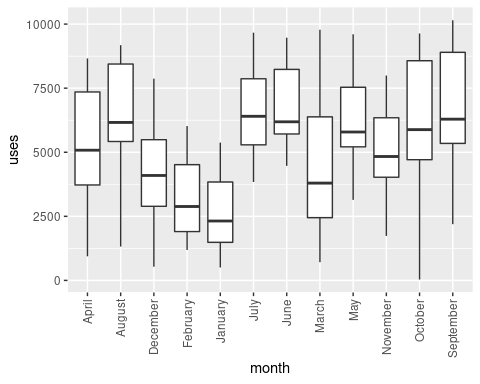 10000
7500
5000
2500
0
uses
April
August
December
February
January
July
June
March
May
November
October
September
month